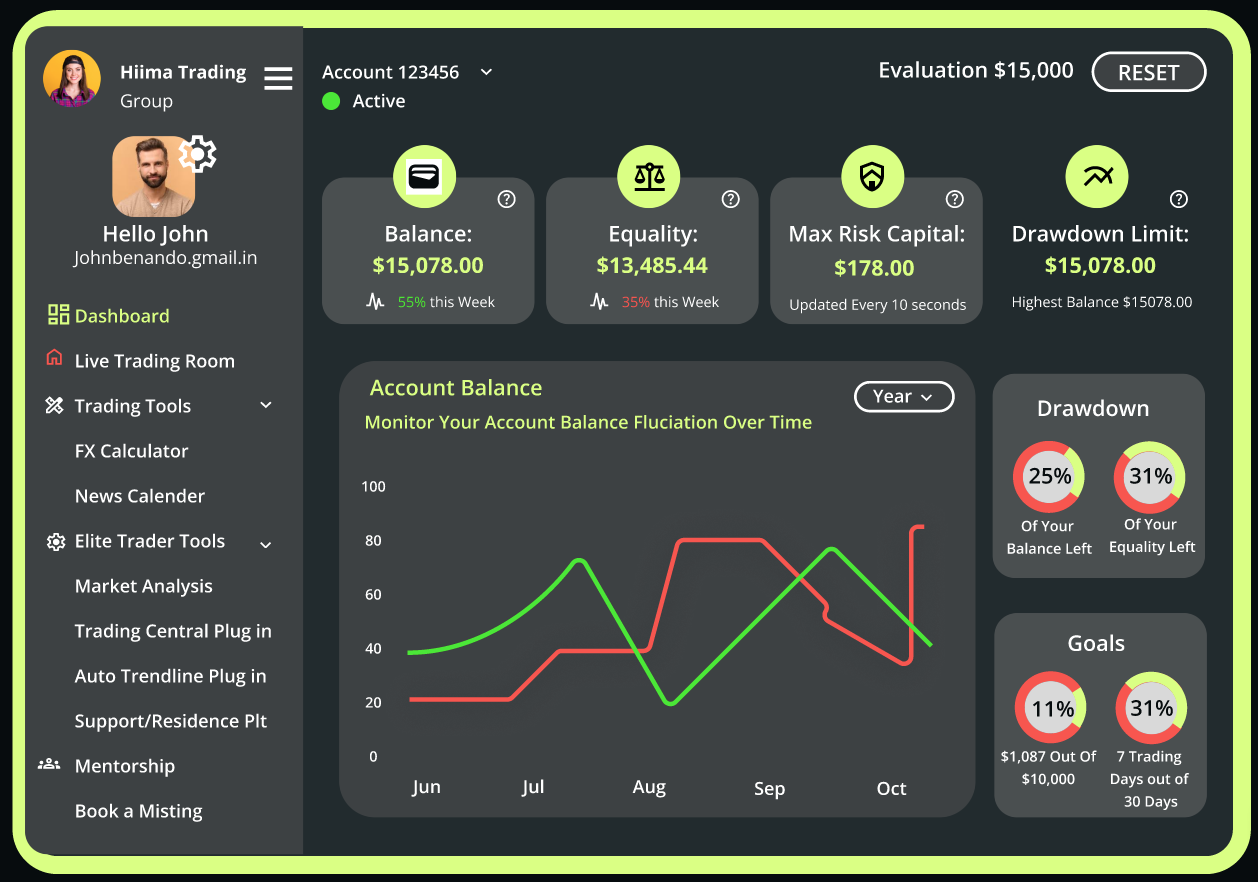 Hiima Trading
Group
Hello John
Johnbenando.gmail.in
Dashboard
Live Trading Room
Trading Tools
FX Calculator
News Calender
Elite Trader Tools
Market Analysis
Trading Central Plug in
Auto Trendline Plug in
Support/Residence Plt
Mentorship
Book a Misting
Account 123456
Active
Evaluation $15,000
RESET
Balance:
$15,078.00
55% this Week
Equality:
$13,485.44
35% this Week
Max Risk Capital:
$178.00
Updated Every 10 seconds
Drawdown Limit:
$15,078.00
Highest Balance $15078.00
Account Balance
Year
Monitor Your Account Balance Fluciation Over Time
100
80
60
40
20
0
Jun
Jul
Aug
Sep
Oct
Drawdown
25%
Of Your
Balance Left
31%
Of Your
Equality Left
Goals
11%
$1,087 Out Of
$10,000
31%
7 Trading
Days out of
30 Days